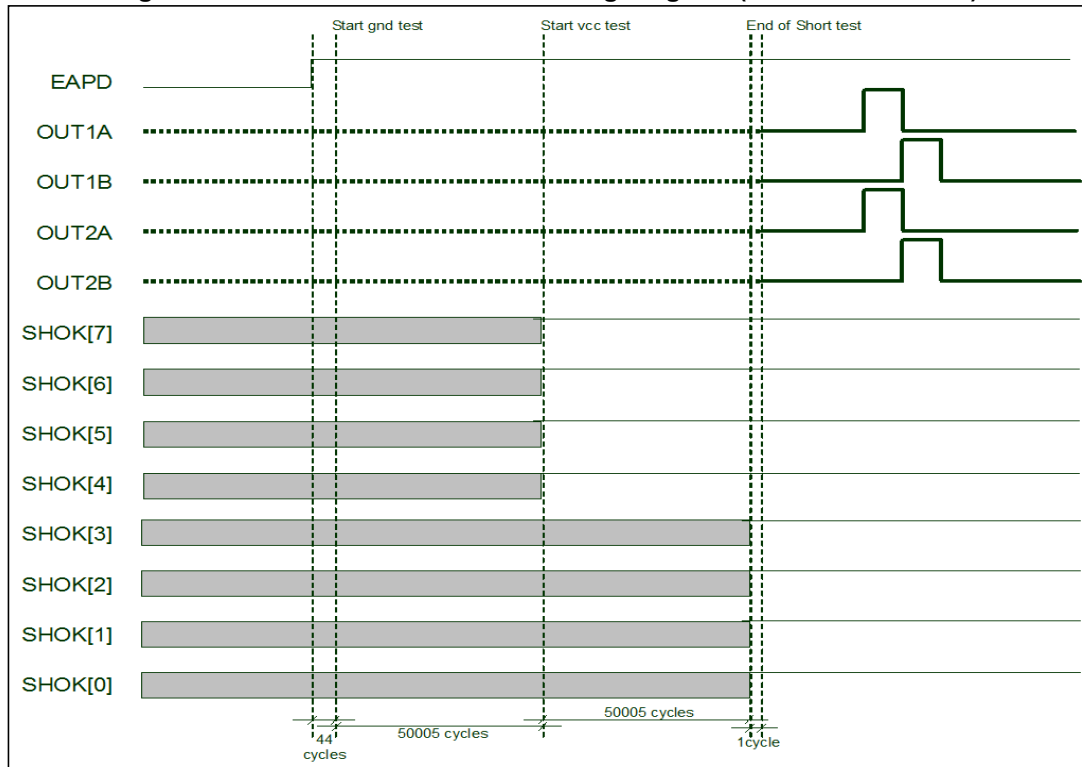 Start gnd test
Start vcc test
End of Short test
EAPD
OUT1A
OUT1B
OUT2A
OUT2B
SHOK[7]
SHOK[6]
SHOK[5]
SHOK[4]
SHOK[3]
SHOK[2]
SHOK[1]
SHOK[0]
44
cycles
50005 cycles
50005 cycles
1cycle